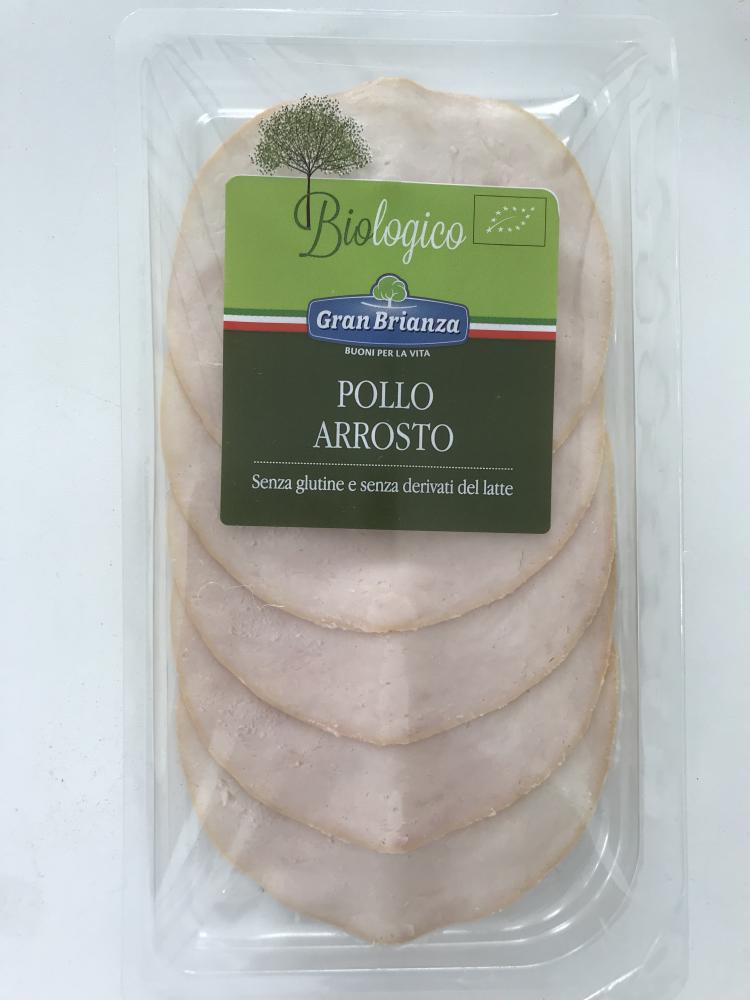 Biologico
Gran Brianza
BUONI PER LA VITA
POLLO
ARROSTO
Senza glutine e senza derivati del latte